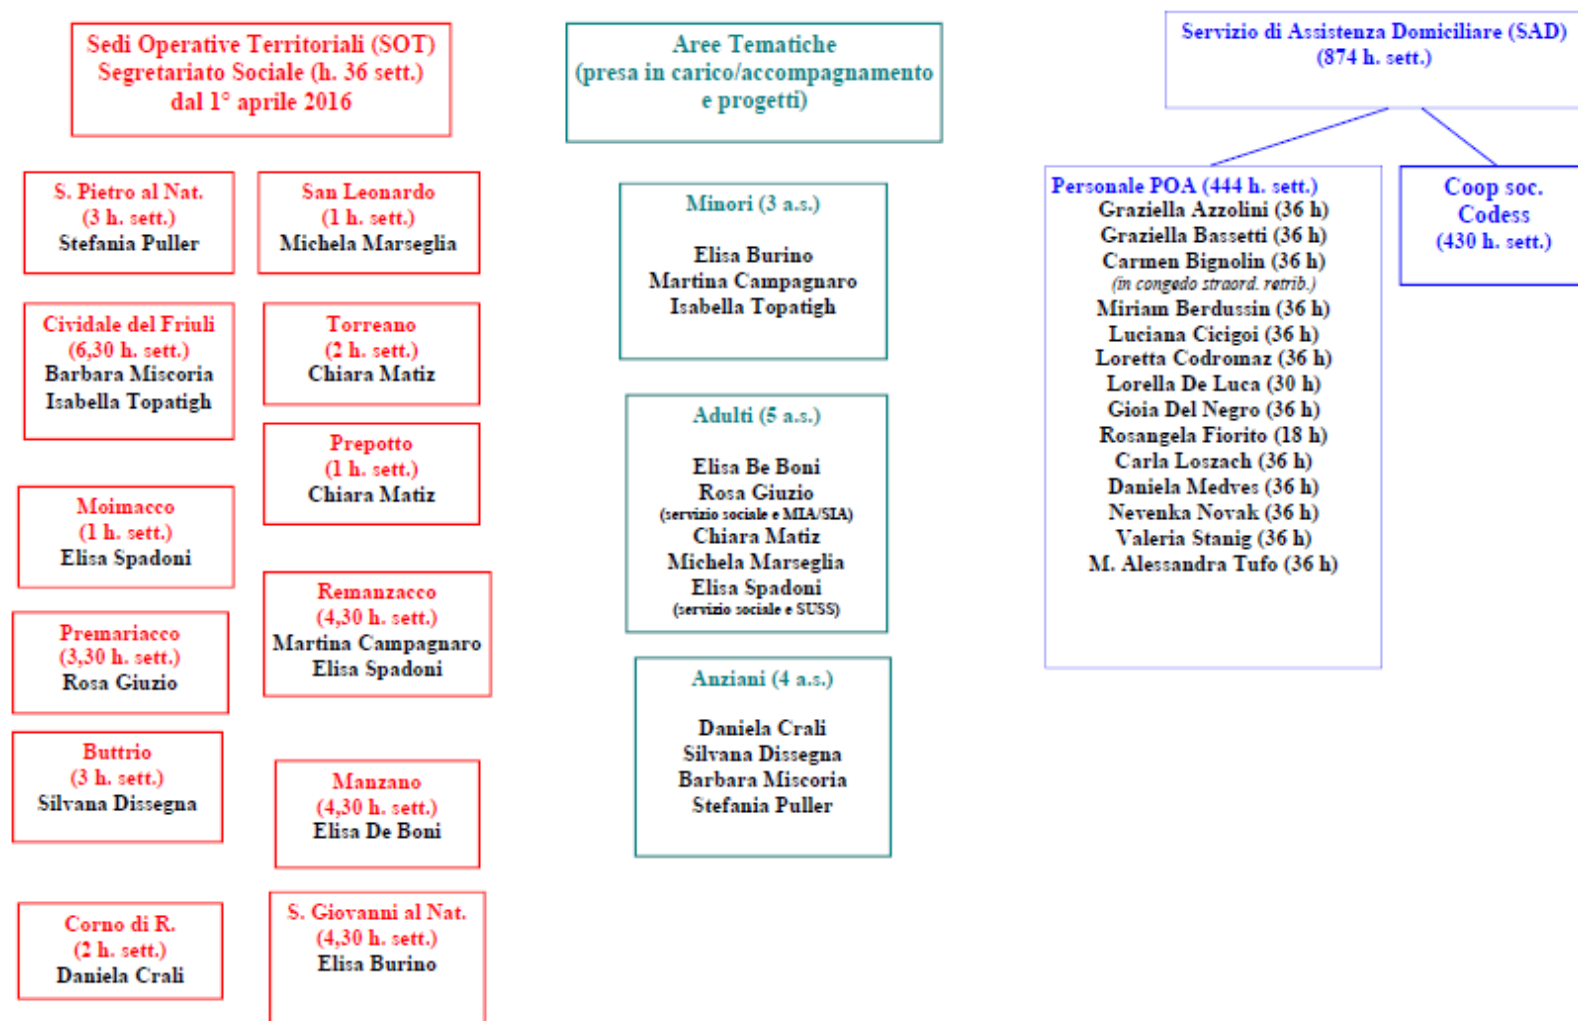 Sedi Operative Territoriali (SOT)
Segretariato Sociale (h. 36 sett.)
dal 1° aprile 2016
S. Pietro al Nat.
(3 h. sett.)
Stefania Puller
San Leonardo
(1 h. sett.)
Michela Marseglia
Cividale del Friuli
(6,30 h. sett.)
Barbara Miscoria
Isabella Topatigh
Torreano
(2 h. sett.)
Chiara Matiz
Prepotto
(1 h. sett.)
Chiara Matiz
Moimacco
(1 h. sett.)
Elisa Spadoni
Remanzacco
(4,30 h. sett.)
Martina Campagnaro
Elisa Spadoni
Premariacco
(3,30 h. sett.)
Rosa Giuzio
Buttrio
(3 h. sett.)
Silvana Dissegna
Manzano
(4,30 h. sett.)
Elisa De Boni
Corno di R.
(2 h. sett.)
Daniela Crali
S. Giovanni al Nat.
(4,30 h. sett.)
Elisa Burino
Aree Tematiche
(presa in carico/accompagnamento
e progetti)
Minori (3 a.s.)
Elisa Burino
Martina Campagnaro
Isabella Topatigh
Adulti (5 a.s.)
Elisa Be Boni
Rosa Giuzio
(servizio sociale e MIA/SIA)
Chiara Matiz
Michela Marseglia
Elisa Spadoni
(servizio sociale e SUSS)
Anziani (4 a.s.)
Daniela Crali
Silvana Dissegna
Barbara Miscoria
Stefania Puller
Servizio di Assistenza Domiciliare (SAD)
(874 h. sett.)
Personale POA (444 h. sett.)
Graziella Azzolini (36 h)
Graziella Bassetti (36 h)
Carmen Bignolin (36 h)
(in congedo straord. retrib.)
Miriam Berdussin (36 h)
Luciana Cicigoi (36 h)
Loretta Codromaz (36 h)
Lorella De Luca (30 h)
Gioia Del Negro (36 h)
Rosangela Fiorito (18 h)
Carla Loszach (36 h)
Daniela Medves (36 h)
Nevenka Novak (36 h)
Valeria Stanig (36 h)
M. Alessandra Tufo (36 h)
Coop soc.
Codess
(430 h. sett.)